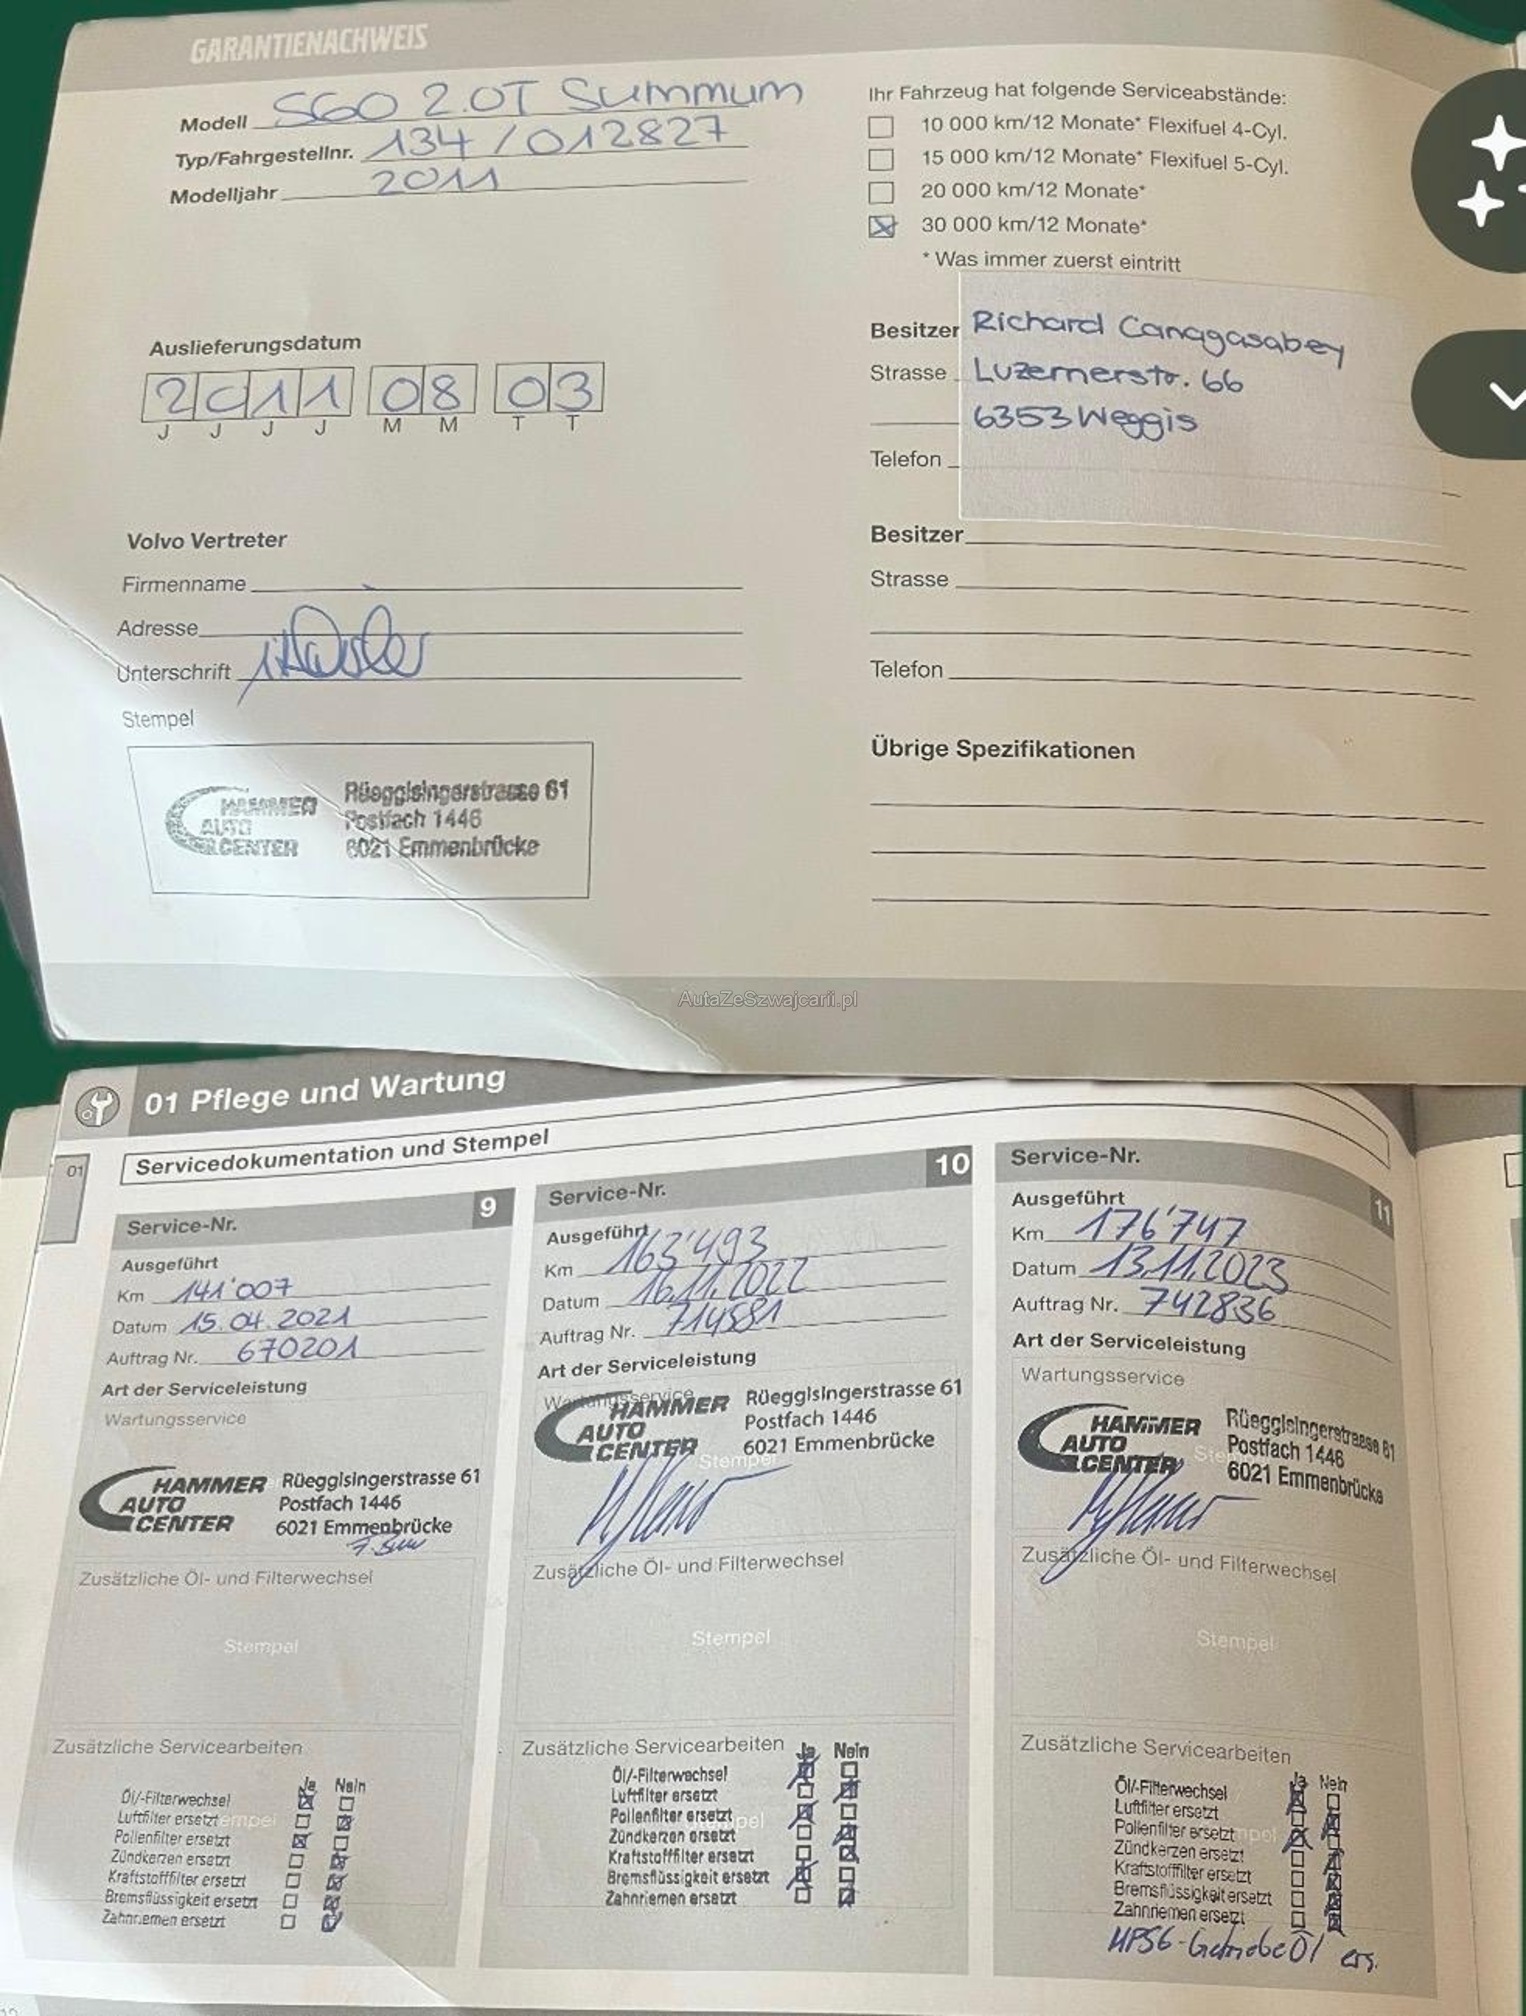 GARANTIENACHWEIS
Modell S60 2.0T Summum
Typ/Fahrgestellnr. 134/012827
Modelljahr 2011
Auslieferungsdatum
2011 08 03
J J J J M M T T
Volvo Vertreter
Firmenname
Adresse
Unterschrift
Stempel
HAMMER AUTO CENTER
Rüeggisingerstrasse 61
Postfach 1446
6021 Emmenbrücke
Ihr Fahrzeug hat folgende Serviceabstände:
10 000 km/12 Monate* Flexifuel 4-Cyl.
15 000 km/12 Monate* Flexifuel 5-Cyl.
20 000 km/12 Monate*
30 000 km/12 Monate*
* Was immer zuerst eintritt
Besitzer Richard Canagasabey
Strasse Luzernerstr. 66
6353 Weggis
Telefon
Besitzer
Strasse
Telefon
Übrige Spezifikationen
AutaZeSzwajcarii.pl
01 Pflege und Wartung
01
Servicedokumentation und Stempel
Service-Nr. 9
Ausgeführt
Km 141'007
Datum 15.04.2021
Auftrag Nr. 670201
Art der Serviceleistung
Wartungsservice
HAMMER AUTO CENTER
Rüeggisingerstrasse 61
Postfach 1446
6021 Emmenbrücke
Zusätzliche Öl- und Filterwechsel
Stempel
Zusätzliche Servicearbeiten
Ja Nein
Öl/-Filterwechsel
Luftfilter ersetzt
Pollenfilter ersetzt
Zündkerzen ersetzt
Kraftstofffilter ersetzt
Bremsflüssigkeit ersetzt
Zahnriemen ersetzt
Service-Nr. 10
Ausgeführt
Km 163'493
Datum 16.11.2022
Auftrag Nr. 714581
Art der Serviceleistung
Wartungsservice
HAMMER AUTO CENTER
Rüeggisingerstrasse 61
Postfach 1446
6021 Emmenbrücke
Stempel
Zusätzliche Öl- und Filterwechsel
Stempel
Zusätzliche Servicearbeiten
Ja Nein
Öl/-Filterwechsel
Luftfilter ersetzt
Pollenfilter ersetzt
Zündkerzen ersetzt
Kraftstofffilter ersetzt
Bremsflüssigkeit ersetzt
Zahnriemen ersetzt
Service-Nr. 11
Ausgeführt
Km 176'747
Datum 13.11.2023
Auftrag Nr. 742836
Art der Serviceleistung
Wartungsservice
HAMMER AUTO CENTER
Rüeggisingerstrasse 61
Postfach 1446
6021 Emmenbrücke
Zusätzliche Öl- und Filterwechsel
Stempel
Zusätzliche Servicearbeiten
Ja Nein
Öl/-Filterwechsel
Luftfilter ersetzt
Pollenfilter ersetzt
Zündkerzen ersetzt
Kraftstofffilter ersetzt
Bremsflüssigkeit ersetzt
Zahnriemen ersetzt
MPS6-GetriebeÖl ers.